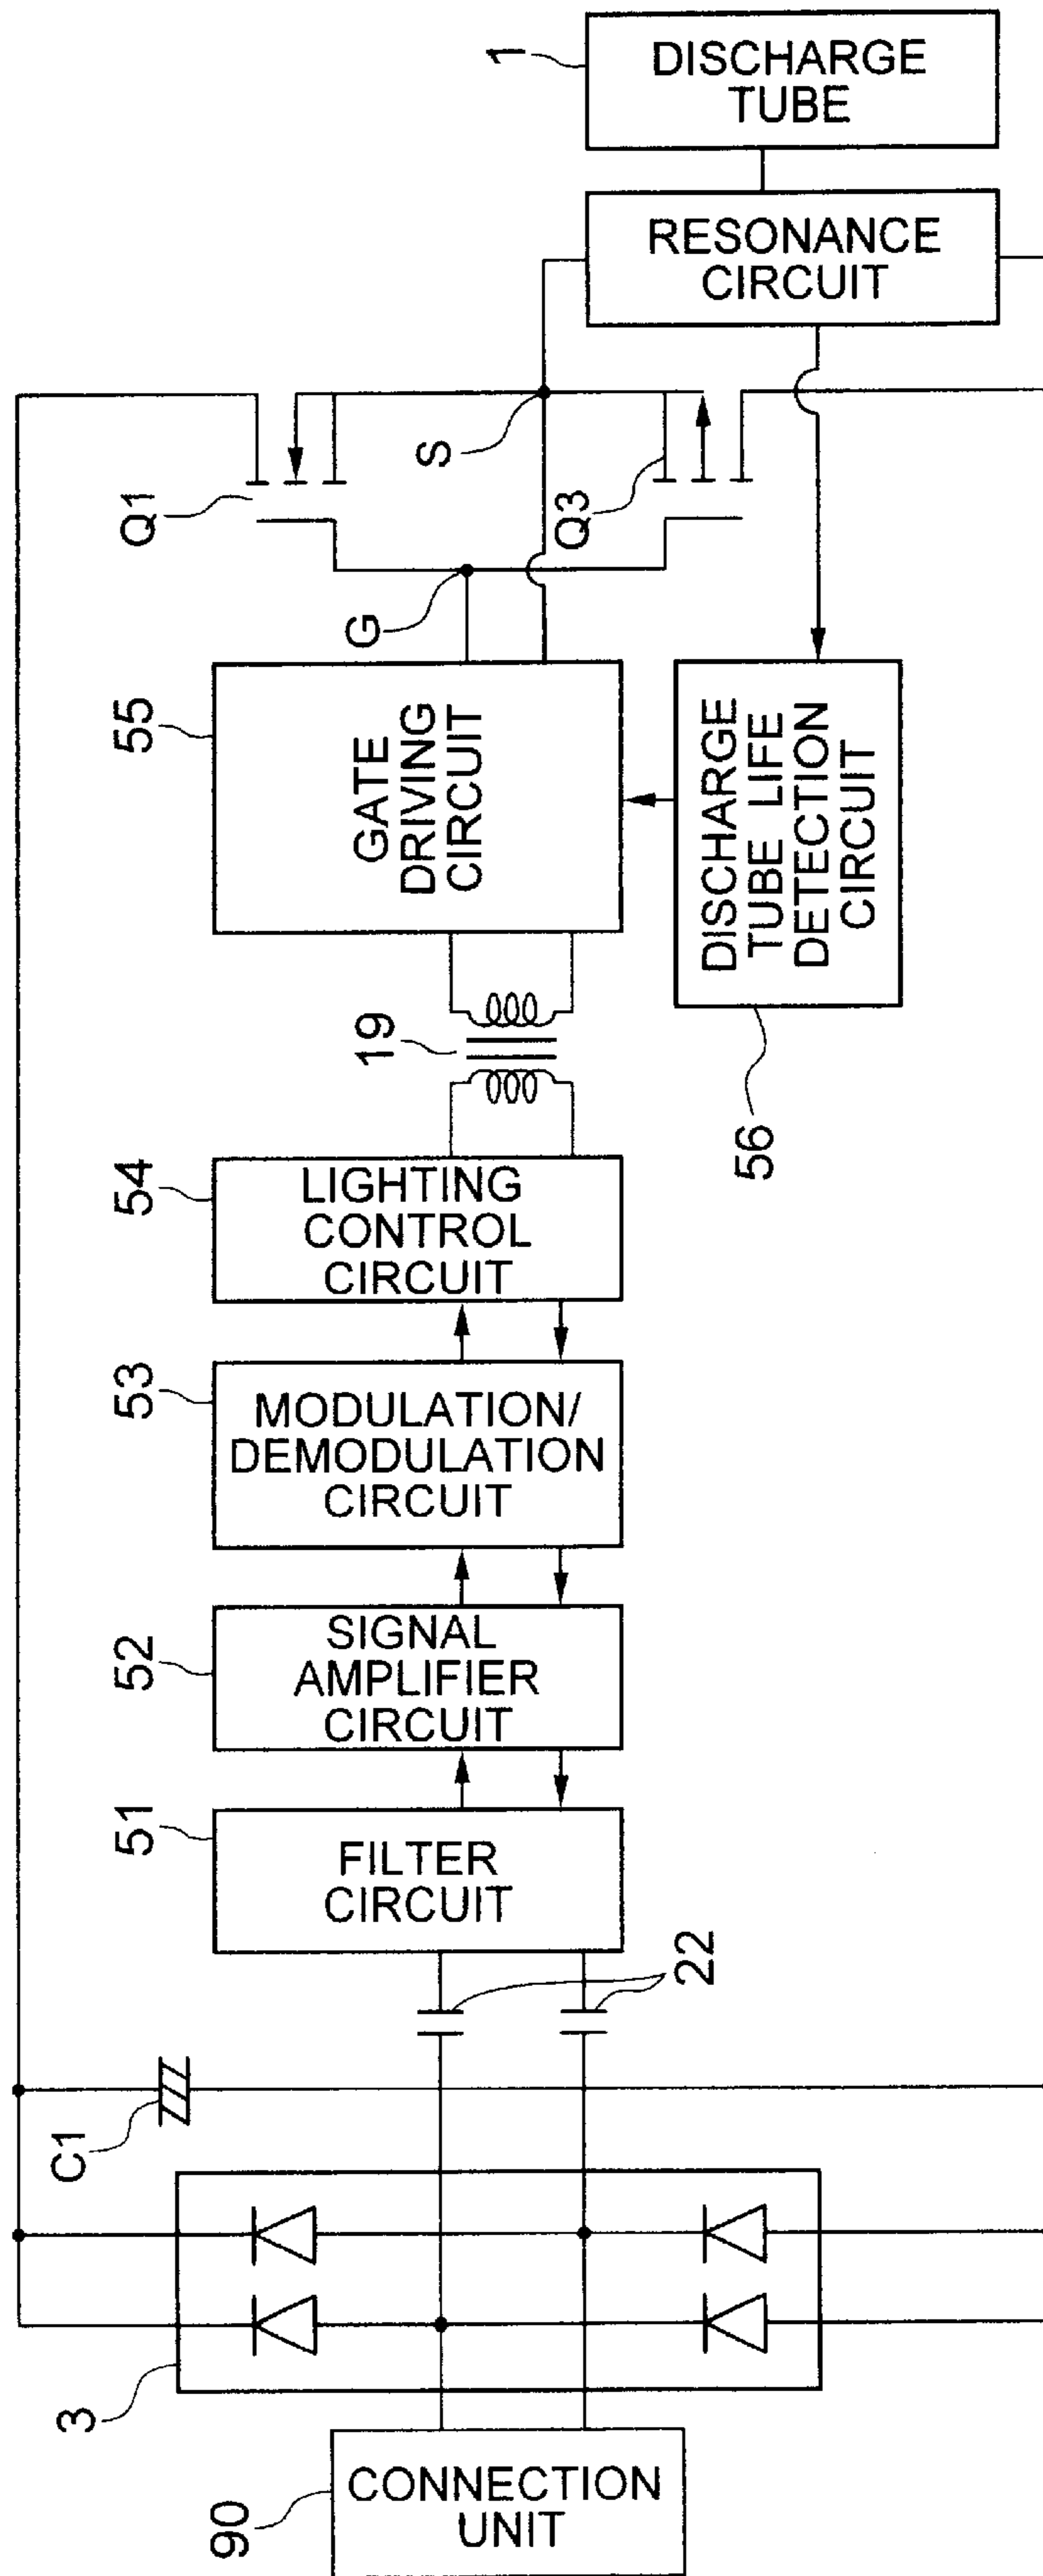 1
DISCHARGE
TUBE
RESONANCE
CIRCUIT
Q1
S
Q3
G
55
GATE
DRIVING
CIRCUIT
DISCHARGE
TUBE LIFE
DETECTION
CIRCUIT
56
19
54
LIGHTING
CONTROL
CIRCUIT
53
MODULATION/
DEMODULATION
CIRCUIT
52
SIGNAL
AMPLIFIER
CIRCUIT
51
FILTER
CIRCUIT
22
C1
3
90
CONNECTION
UNIT